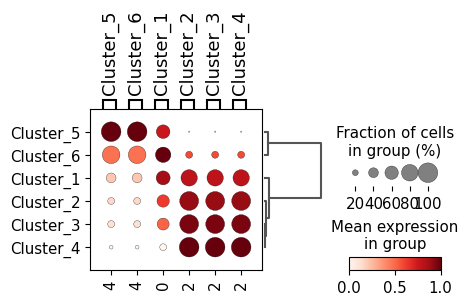 Cluster_5
Cluster_6
Cluster_1
Cluster_2
Cluster_3
Cluster_4
Cluster_5
Cluster_6
Cluster_1
Cluster_2
Cluster_3
Cluster_4
4
4
0
2
2
2
Fraction of cells
in group (%)
20 40 60 80 100
Mean expression
in group
0.0 0.5 1.0